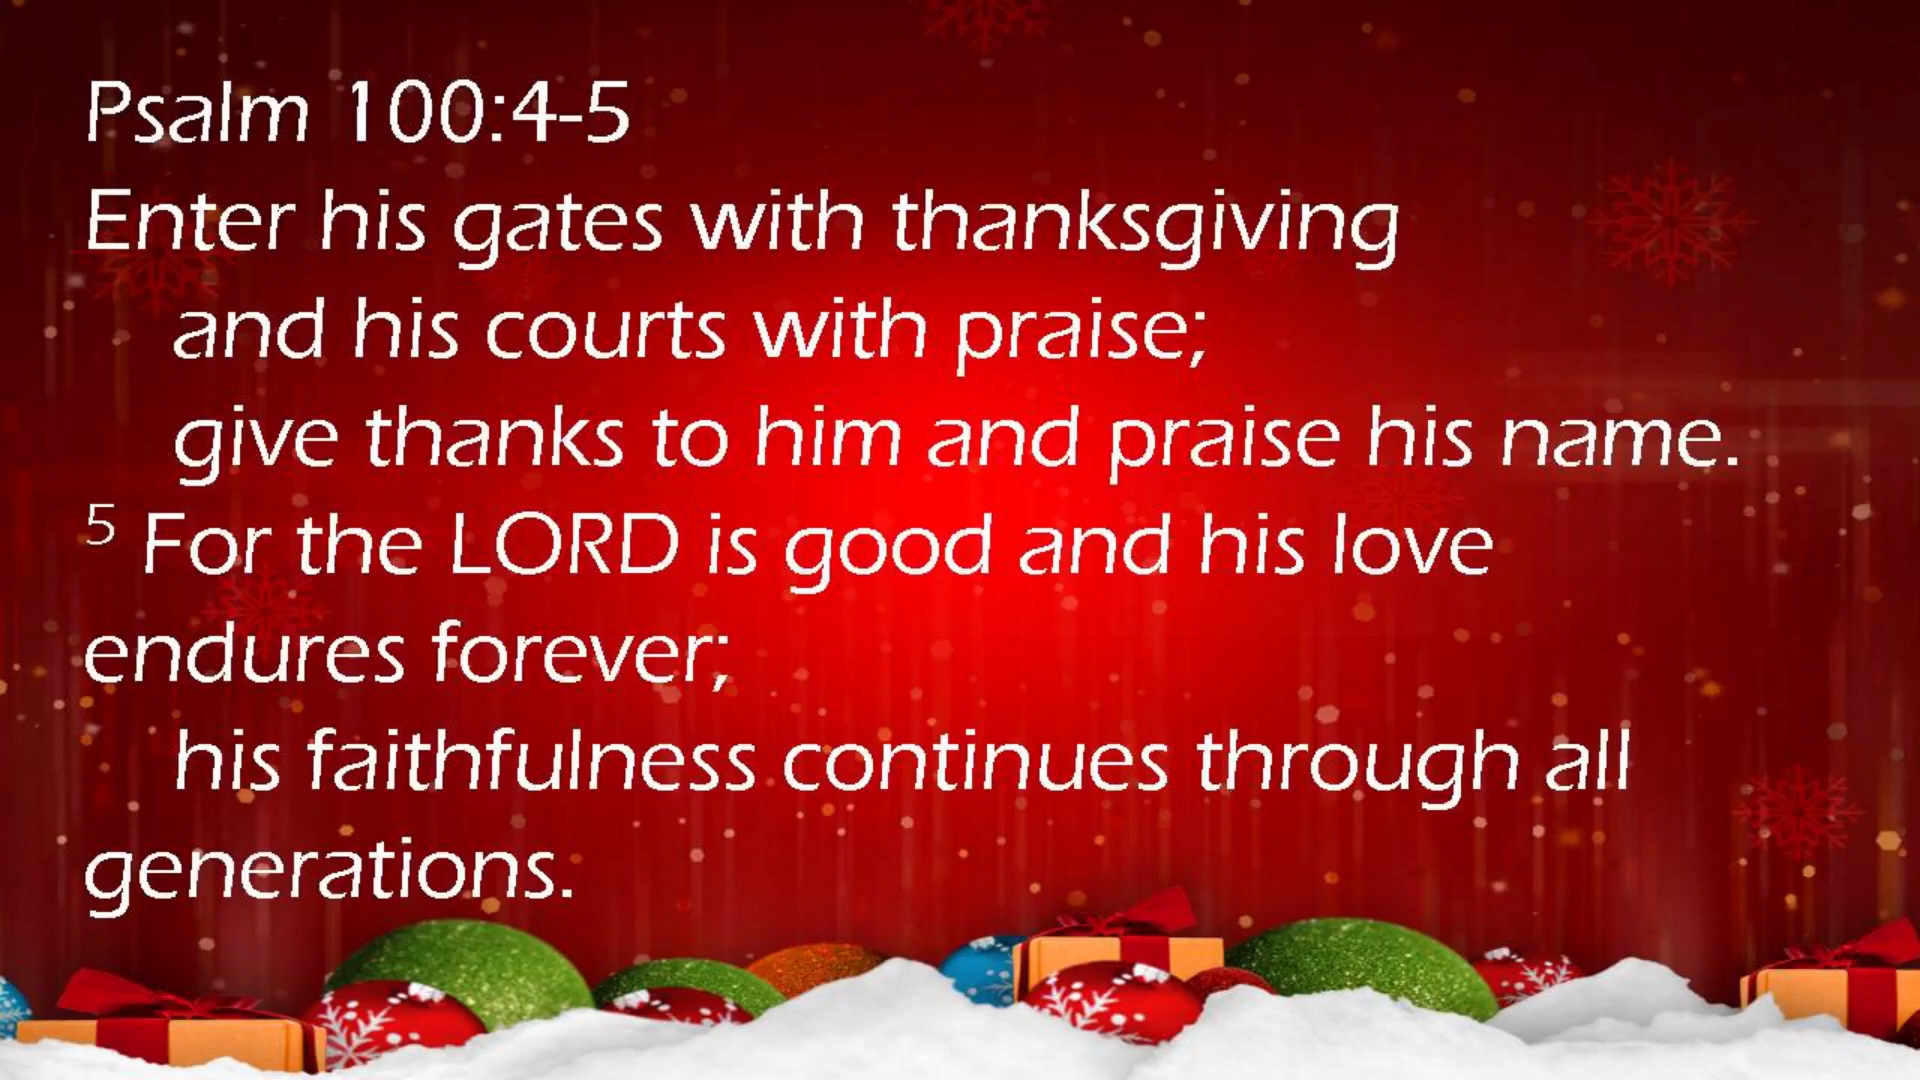 Psalm 100:4-5
Enter his gates with thanksgiving
and his courts with praise;
give thanks to him and praise his name.
5 For the LORD is good and his love
endures forever;
his faithfulness continues through all
generations.